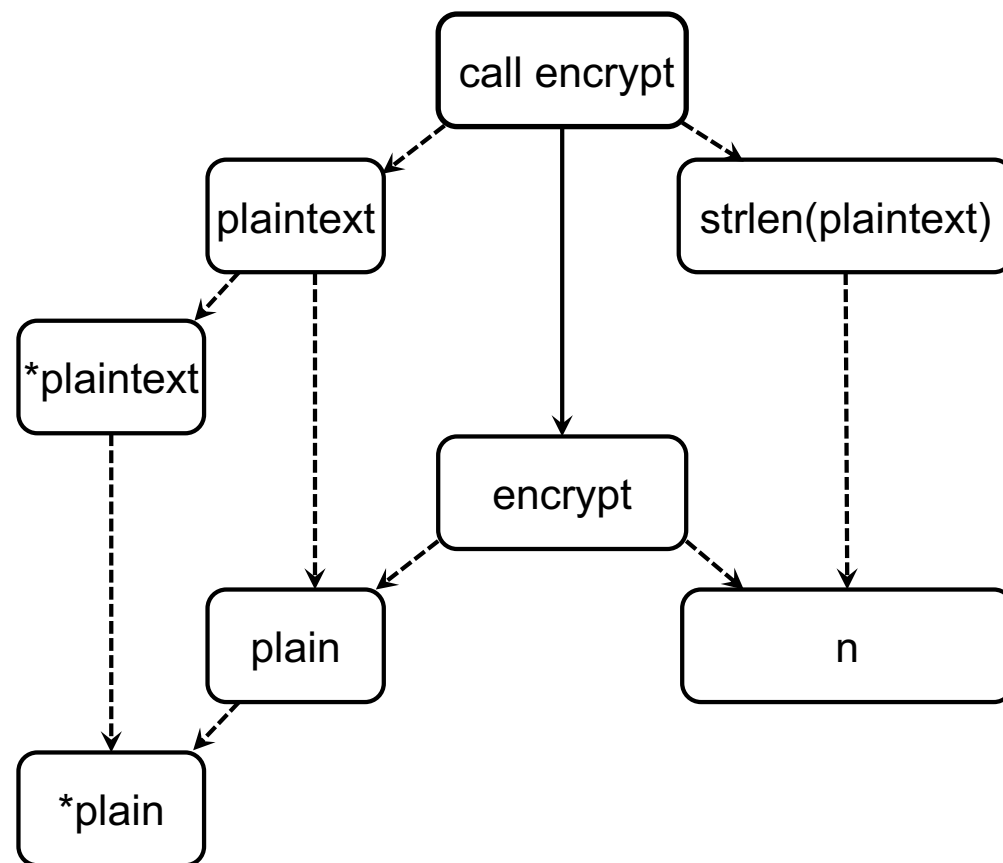 call encrypt
plaintext
strlen(plaintext)
*plaintext
encrypt
plain
n
*plain